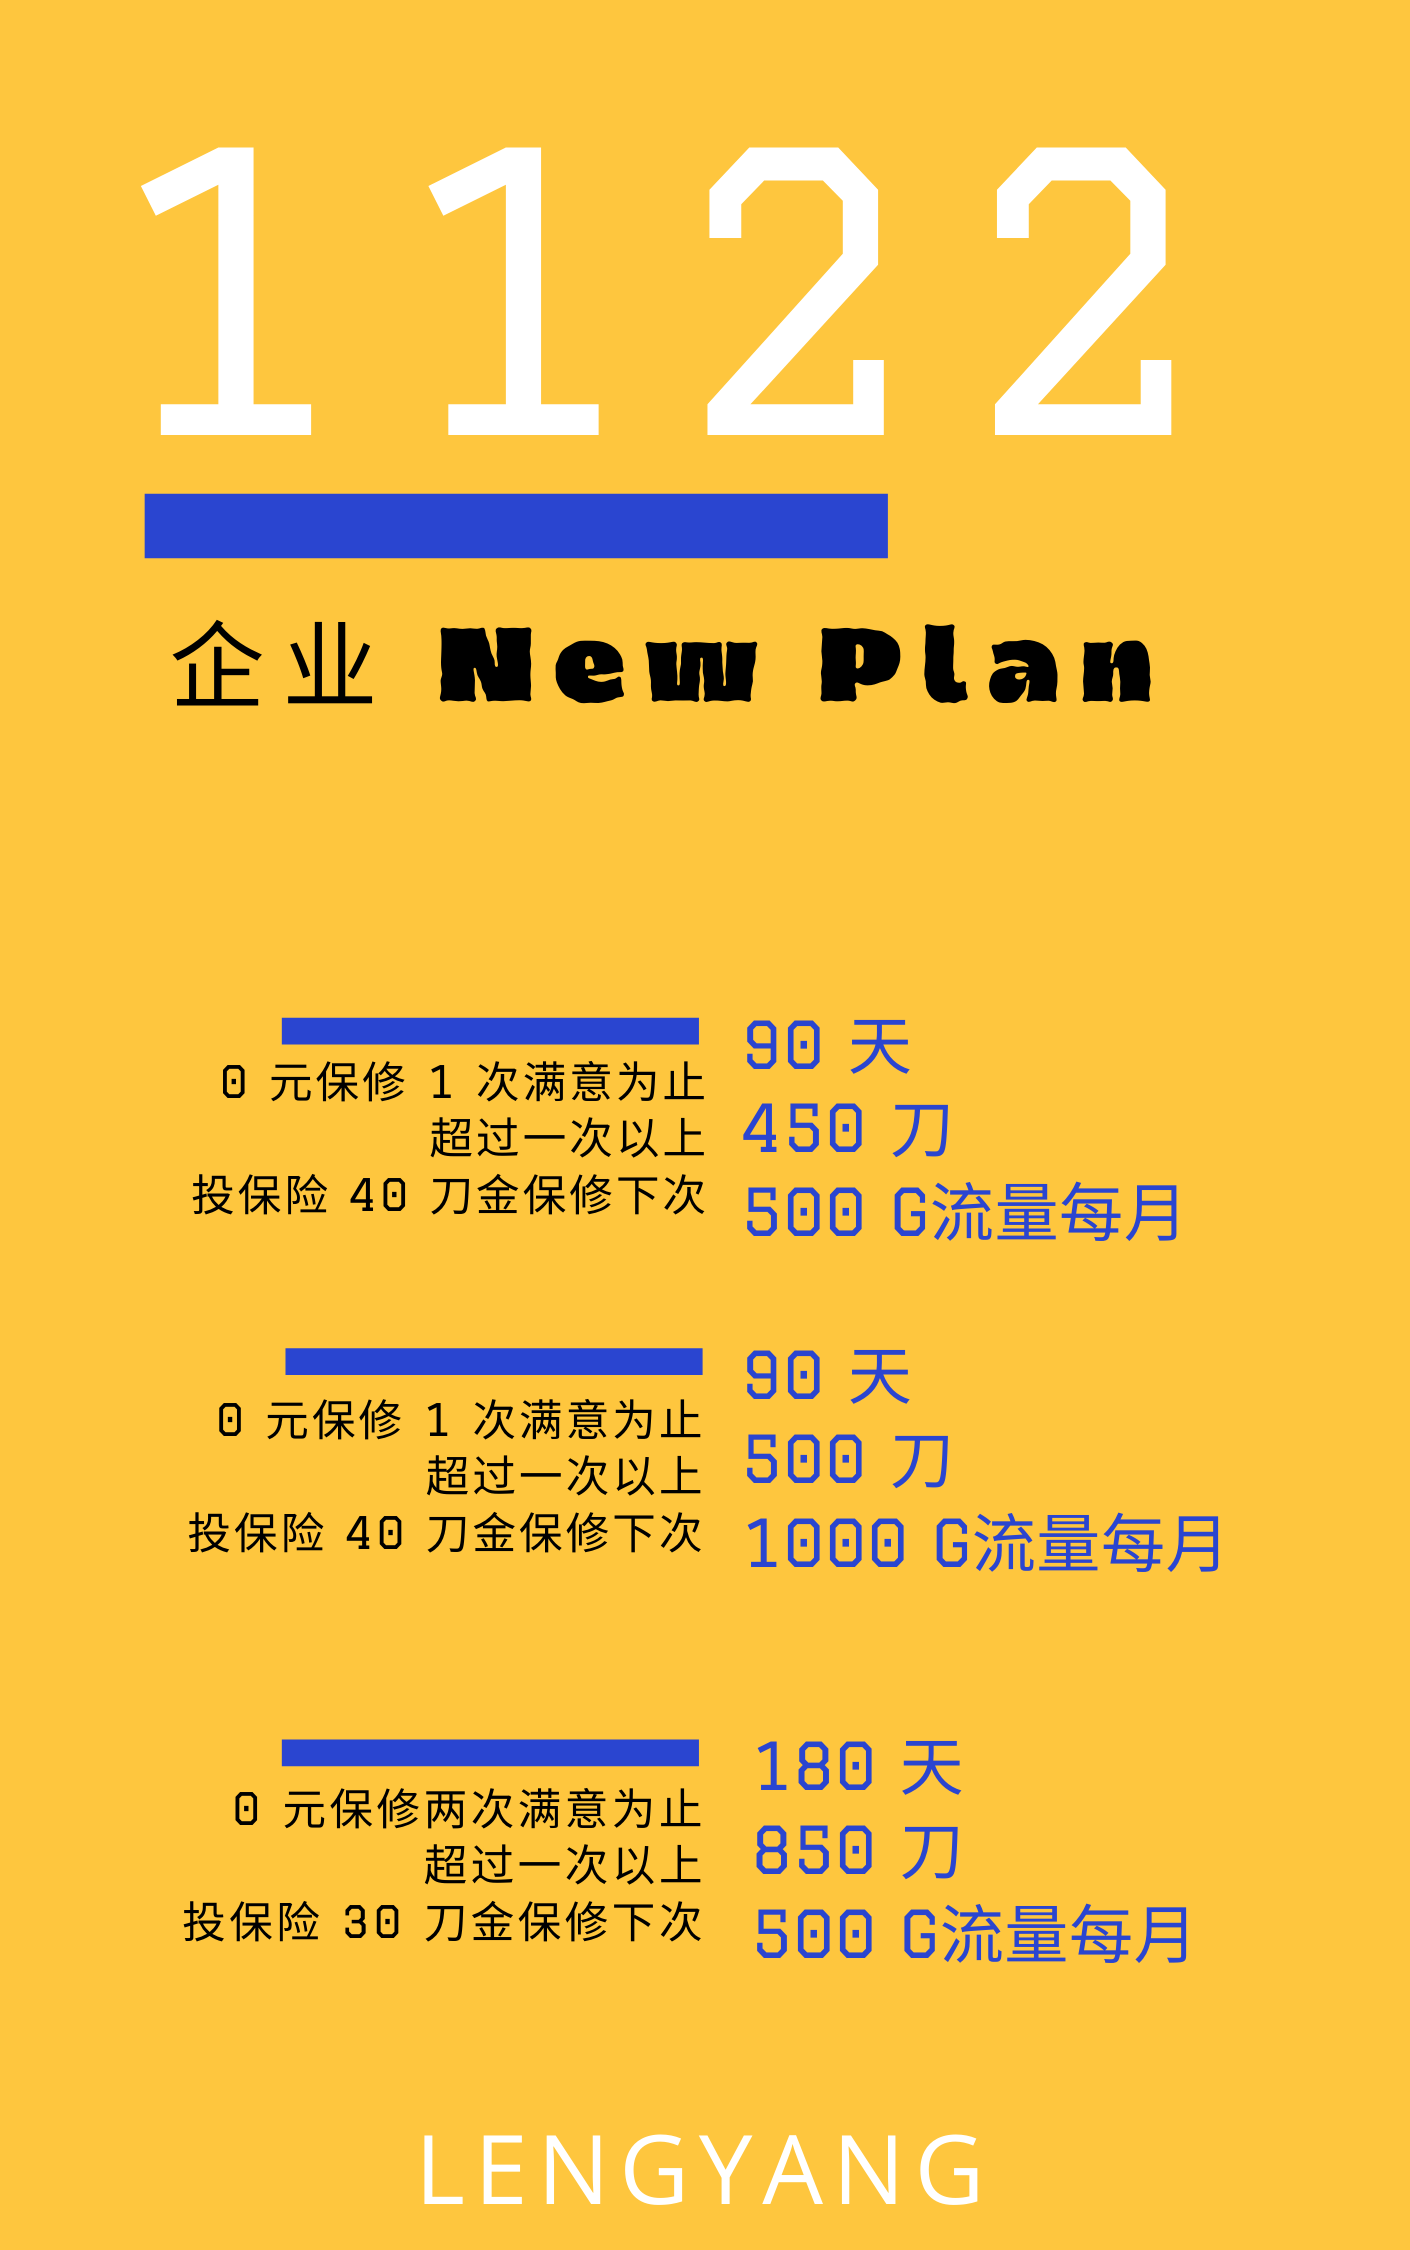 1122
企业 New Plan
0 元保修 1 次满意为止
超过一次以上
投保险 40 刀金保修下次
90 天
450 刀
500 G流量每月
0 元保修 1 次满意为止
超过一次以上
投保险 40 刀金保修下次
90 天
500 刀
1000 G流量每月
0 元保修两次满意为止
超过一次以上
投保险 30 刀金保修下次
180 天
850 刀
500 G流量每月
LENGYANG